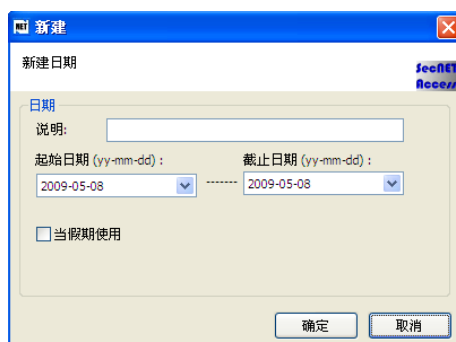 NET 新建
新建日期
SecNET
Access
日期
说明:
起始日期 (yy-mm-dd) : 截止日期 (yy-mm-dd) :
2009-05-08 ------- 2009-05-08
当假期使用
确定 取消